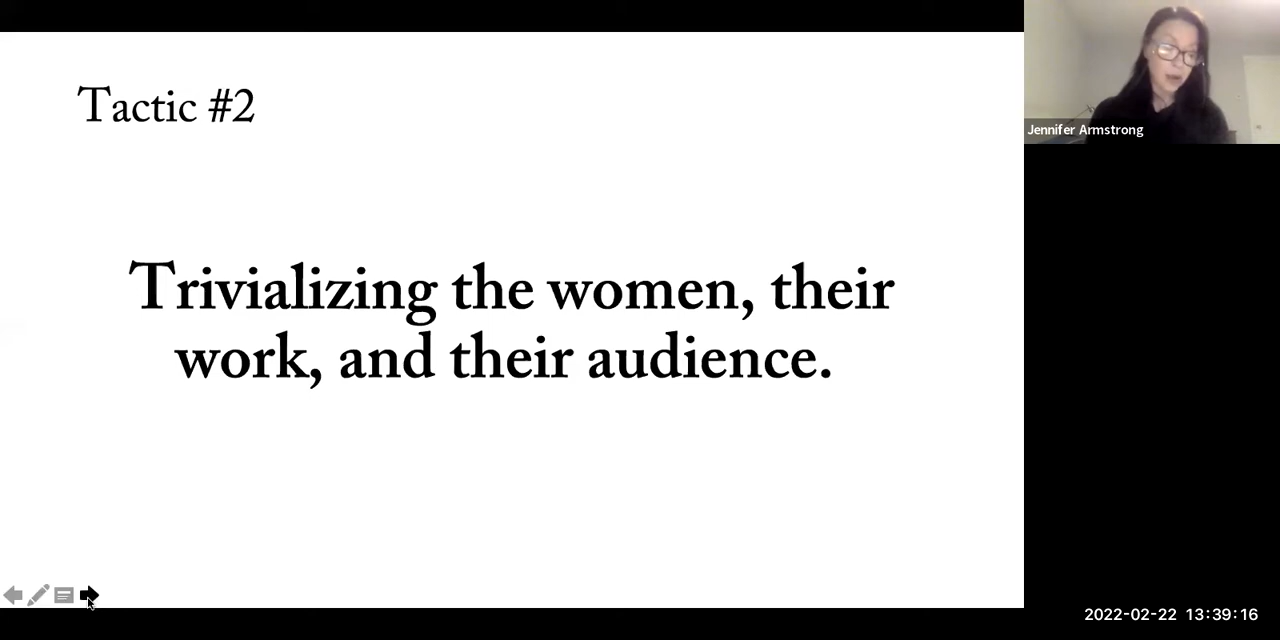 Tactic #2
Trivializing the women, their
work, and their audience.
Jennifer Armstrong
2022-02-22 13:39:16